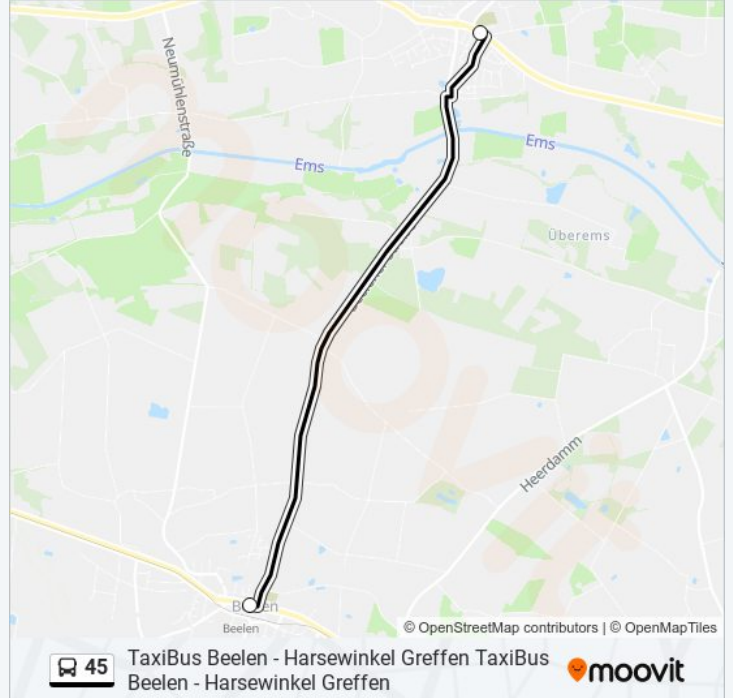 Neumühlenstraße
Ems
Ems
Überems
Heerdamm
Beelen
Beelen
© OpenStreetMap contributors | © OpenMapTiles
45
TaxiBus Beelen - Harsewinkel Greffen TaxiBus
Beelen - Harsewinkel Greffen
moovit